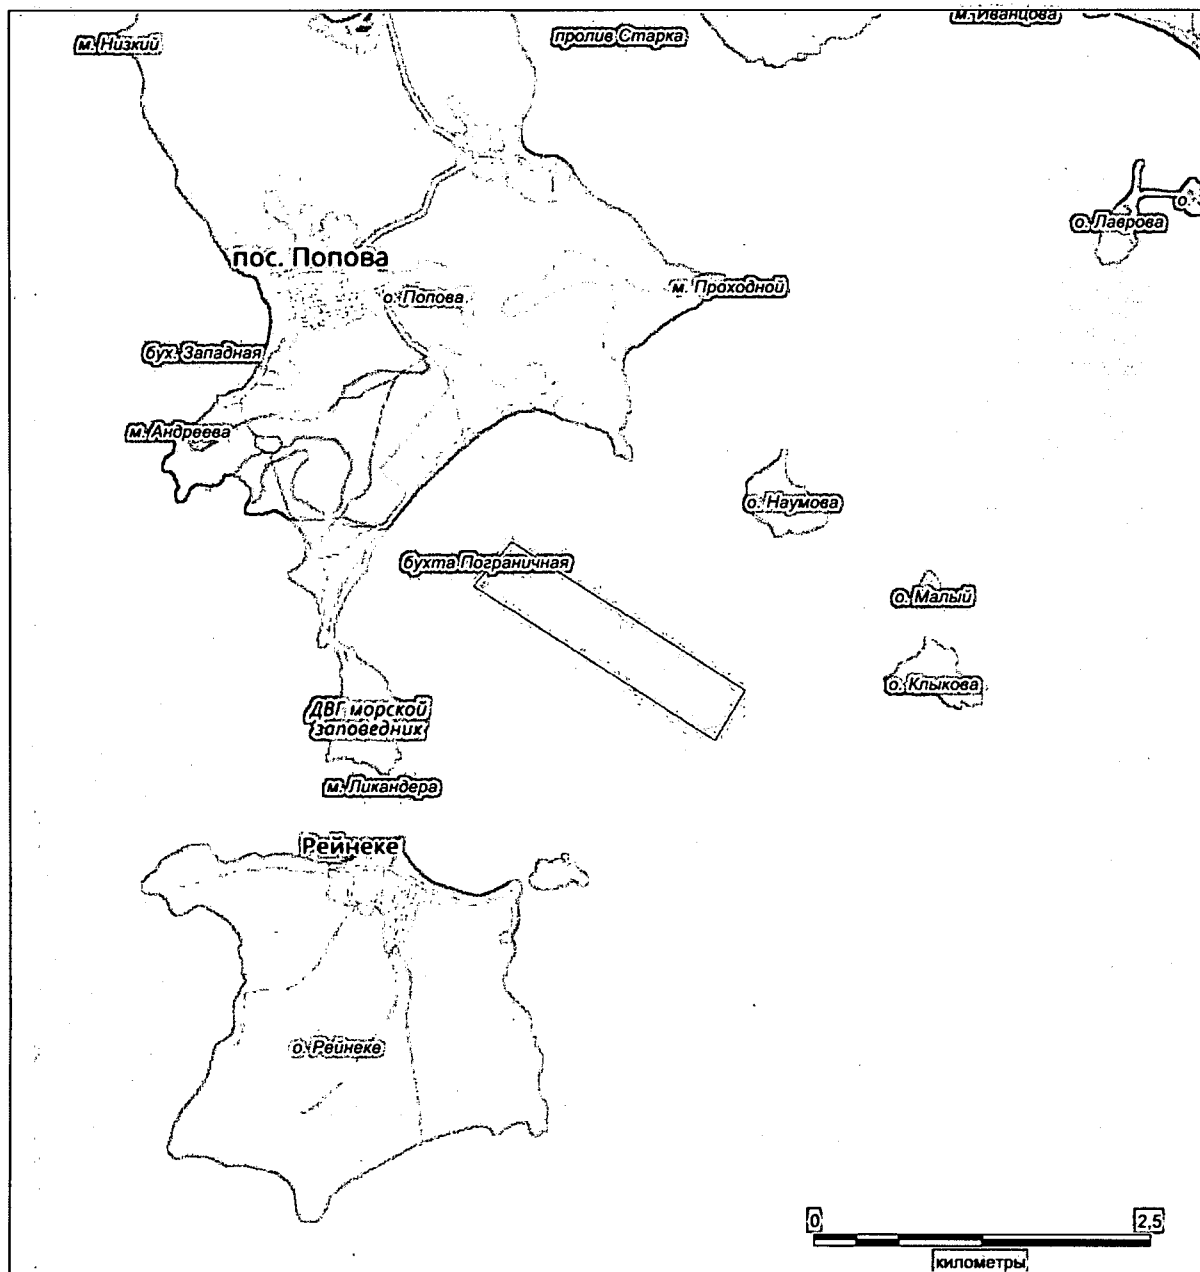 м. Иванцова
м. Низкий
пролив Старка
о. Лаврова
о.
пос. Попова
м. Проходной
о. Попова
бух. Западная
м. Андреева
о. Наумова
бухта Пограничная
о. Малый
о. Клыкова
ДВГ морской
заповедник
м. Ликандера
Рейнеке
о. Рейнеке
0
2,5
километры